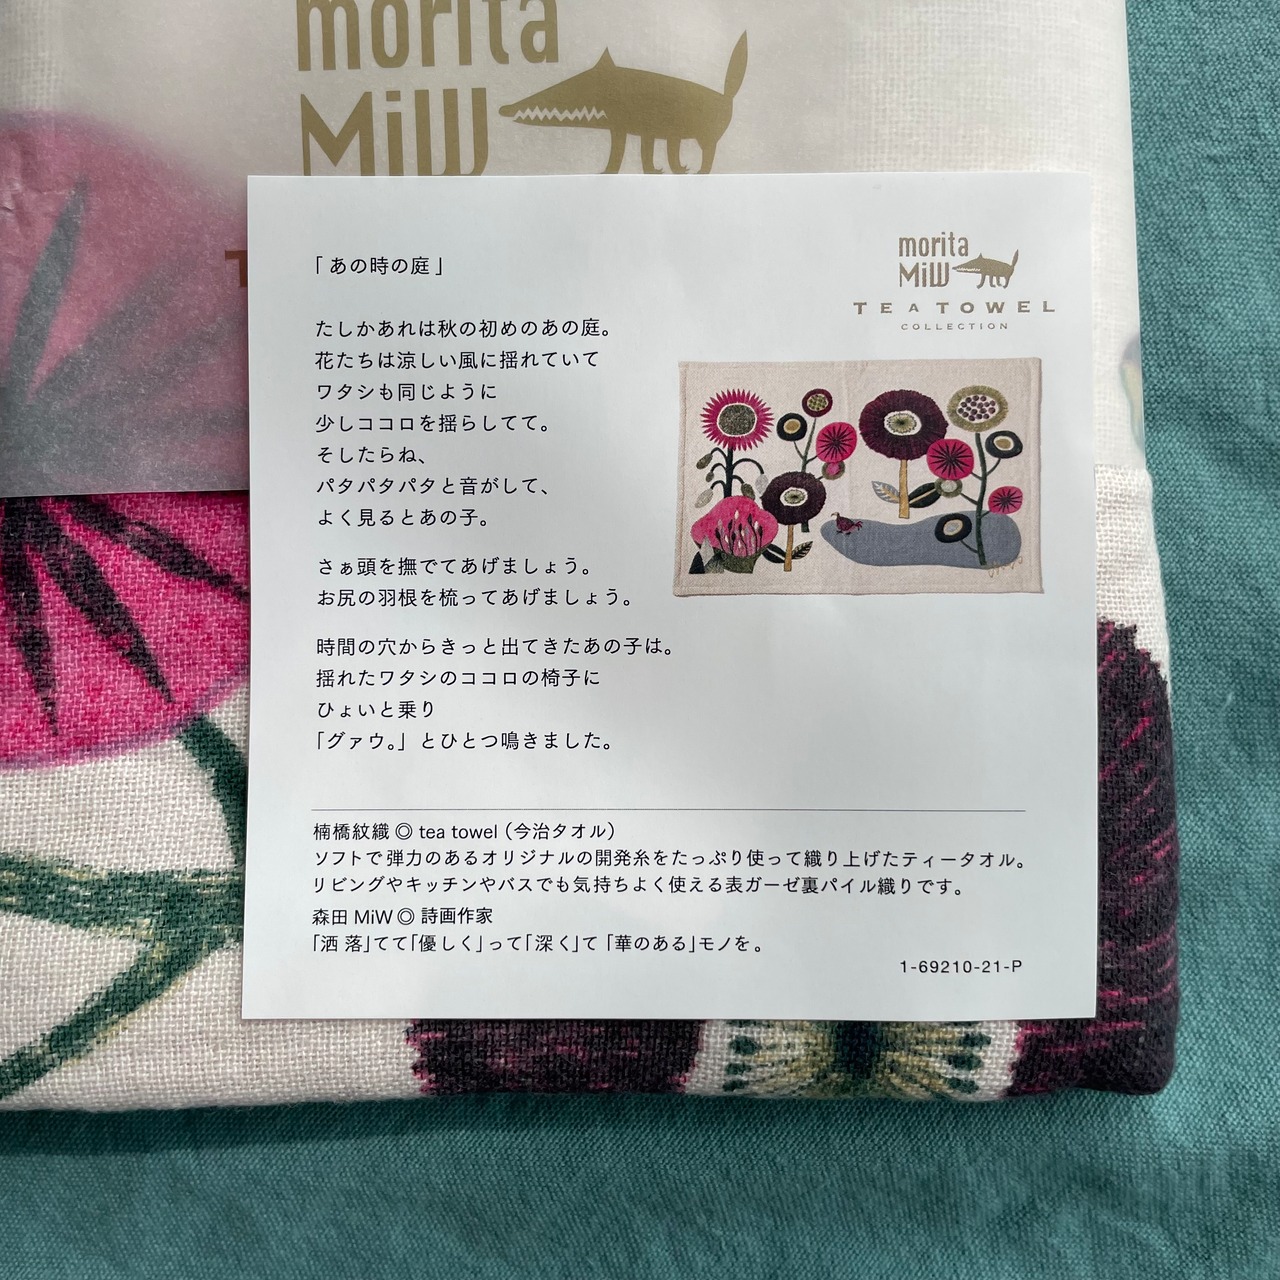 morita
MiW
「あの時の庭」
morita
MiW
TEA TOWEL
COLLECTION
たしかあれは秋の初めのあの庭。
花たちは涼しい風に揺れていて
ワタシも同じように
少しココロを揺らしてて。
そしたらね、
パタパタパタと音がして、
よく見るとあの子。
さぁ頭を撫でてあげましょう。
お尻の羽根を梳ってあげましょう。
時間の穴からきっと出てきたあの子は。
揺れたワタシのココロの椅子に
ひょいと乗り
「グァウ。」とひとつ鳴きました。
楠橋紋織◎ tea towel（今治タオル）
ソフトで弾力のあるオリジナルの開発糸をたっぷり使って織り上げたティータオル。
リビングやキッチンやバスでも気持ちよく使える表ガーゼ裏パイル織りです。
森田 MiW◎ 詩画作家
「洒落」てて「優しく」って「深く」て「華のある」モノを。
1-69210-21-P